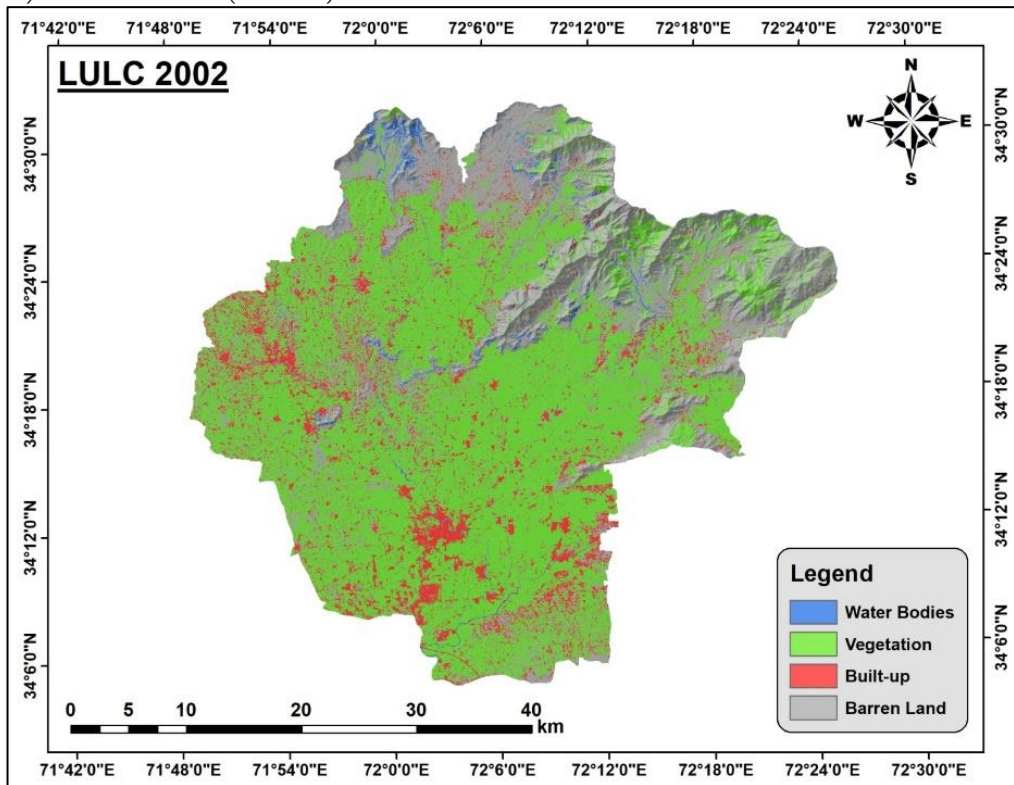 71°42'0"E 71°48'0"E 71°54'0"E 72°0'0"E 72°6'0"E 72°12'0"E 72°18'0"E 72°24'0"E 72°30'0"E
LULC 2002
N
W E
S
34°30'0"N 34°30'0"N
34°24'0"N 34°24'0"N
34°18'0"N 34°18'0"N
34°12'0"N 34°12'0"N
34°6'0"N 34°6'0"N
Legend
Water Bodies
Vegetation
Built-up
Barren Land
0 5 10 20 30 40
km
71°42'0"E 71°48'0"E 71°54'0"E 72°0'0"E 72°6'0"E 72°12'0"E 72°18'0"E 72°24'0"E 72°30'0"E